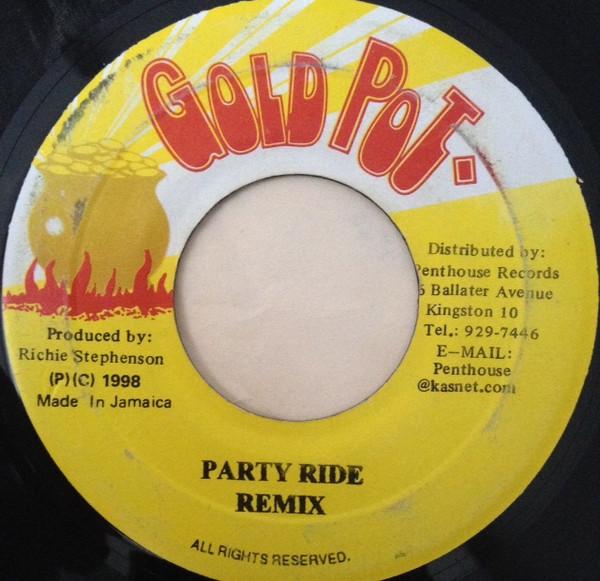 GOLD POT.
Distributed by:
Penthouse Records
6 Ballater Avenue
Kingston 10
Tel.: 929-7446
E-MAIL:
Penthouse
@kasnet.com
Produced by:
Richie Stephenson
(P)(C) 1998
Made In Jamaica
PARTY RIDE
REMIX
ALL RIGHTS RESERVED.